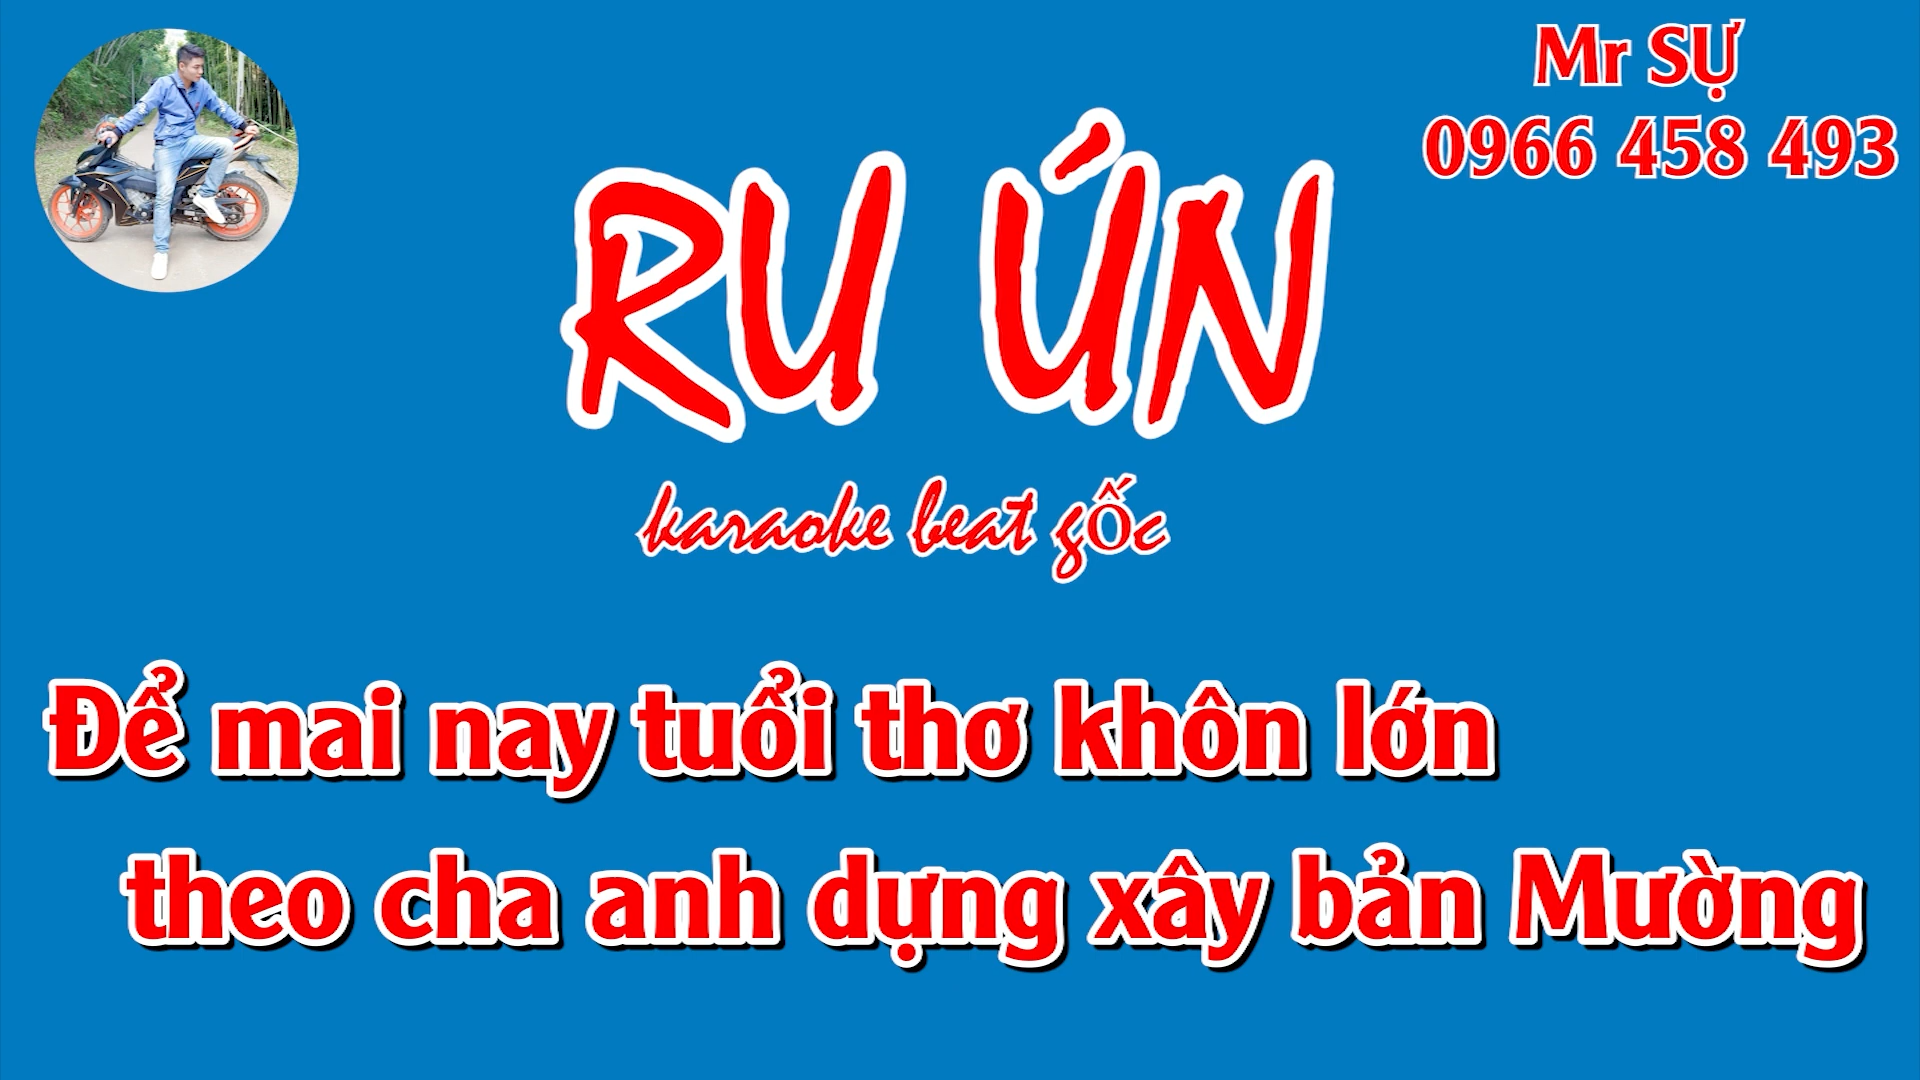 Mr SỰ
0966 458 493
RU ÚN
karaoke beat gốc
Để mai nay tuổi thơ khôn lớn
theo cha anh dựng xây bản Mường